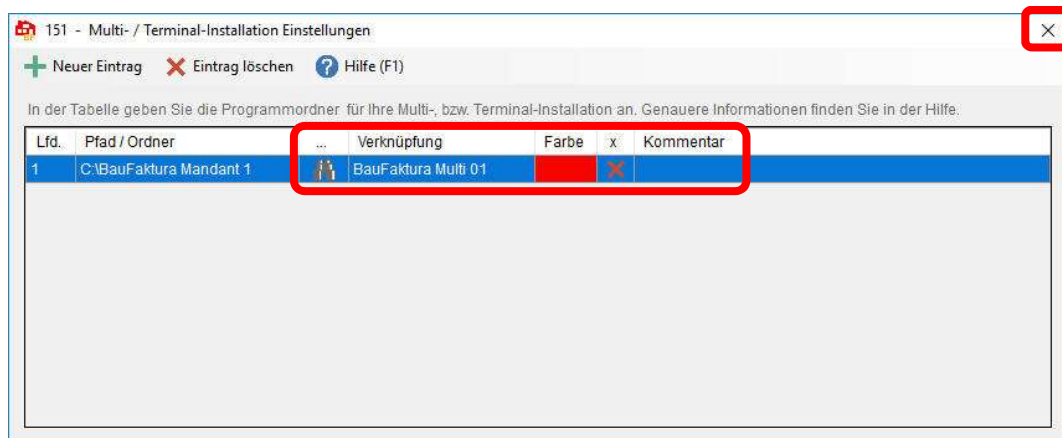 151 - Multi- / Terminal-Installation Einstellungen
Neuer Eintrag Eintrag löschen Hilfe (F1)
In der Tabelle geben Sie die Programmordner für Ihre Multi-, bzw. Terminal-Installation an. Genauere Informationen finden Sie in der Hilfe.
Lfd. Pfad / Ordner ... Verknüpfung Farbe x Kommentar
1 C:\BauFaktura Mandant 1 BauFaktura Multi 01